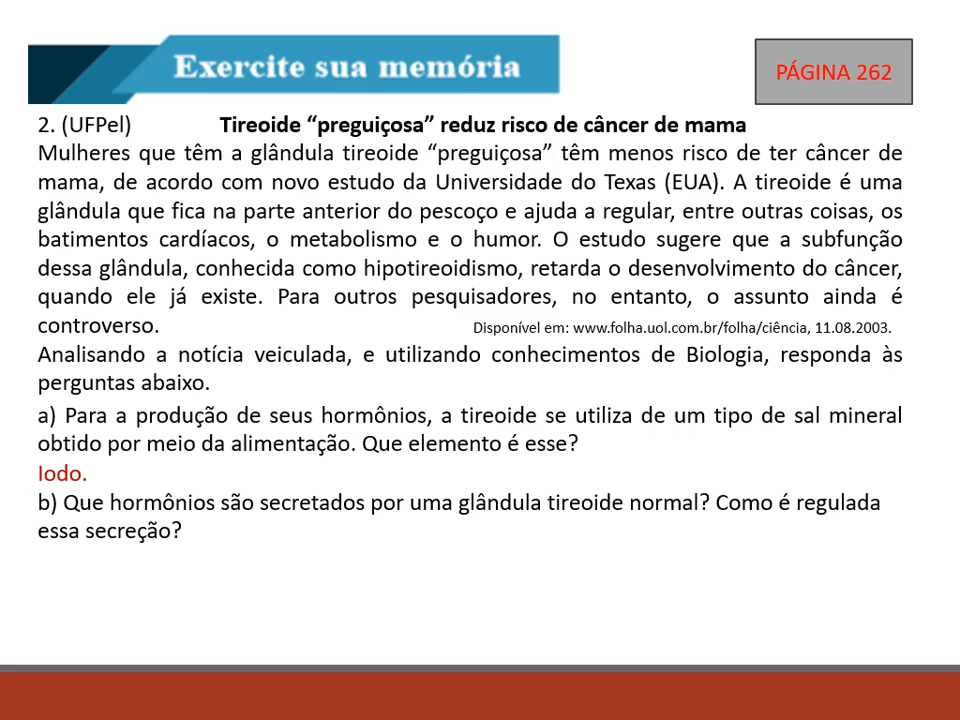 Exercite sua memória
PÁGINA 262
2. (UFPel) Tireoide “preguiçosa” reduz risco de câncer de mama
Mulheres que têm a glândula tireoide “preguiçosa” têm menos risco de ter câncer de
mama, de acordo com novo estudo da Universidade do Texas (EUA). A tireoide é uma
glândula que fica na parte anterior do pescoço e ajuda a regular, entre outras coisas, os
batimentos cardíacos, o metabolismo e o humor. O estudo sugere que a subfunção
dessa glândula, conhecida como hipotireoidismo, retarda o desenvolvimento do câncer,
quando ele já existe. Para outros pesquisadores, no entanto, o assunto ainda é
controverso. Disponível em: www.folha.uol.com.br/folha/ciência, 11.08.2003.
Analisando a notícia veiculada, e utilizando conhecimentos de Biologia, responda às
perguntas abaixo.
a) Para a produção de seus hormônios, a tireoide se utiliza de um tipo de sal mineral
obtido por meio da alimentação. Que elemento é esse?
Iodo.
b) Que hormônios são secretados por uma glândula tireoide normal? Como é regulada
essa secreção?